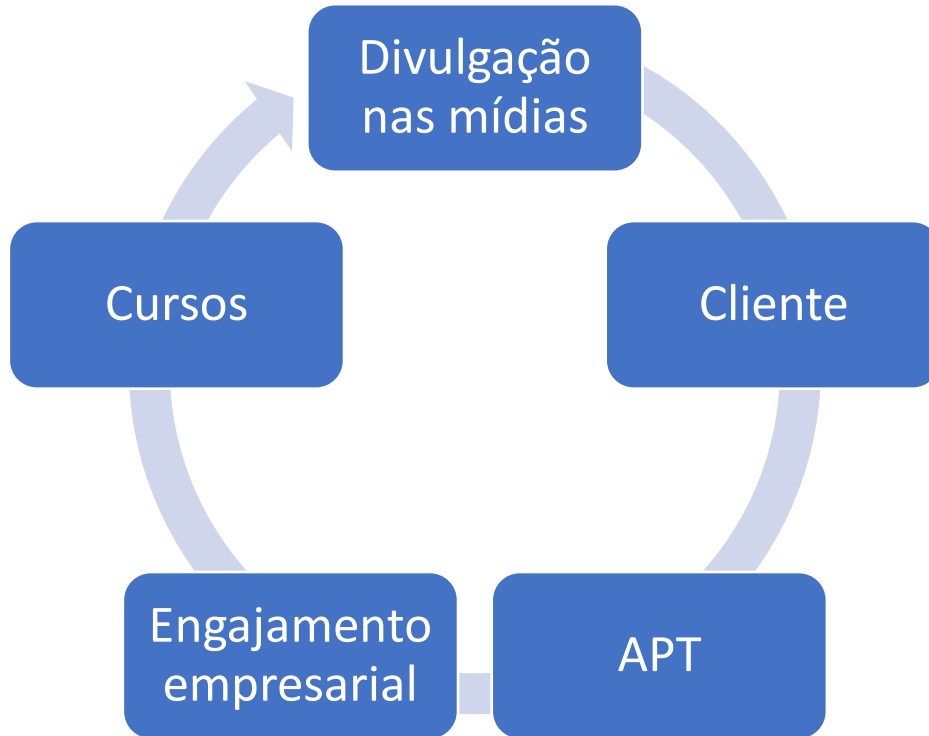 Divulgação
nas mídias
Cliente
APT
Engajamento
empresarial
Cursos